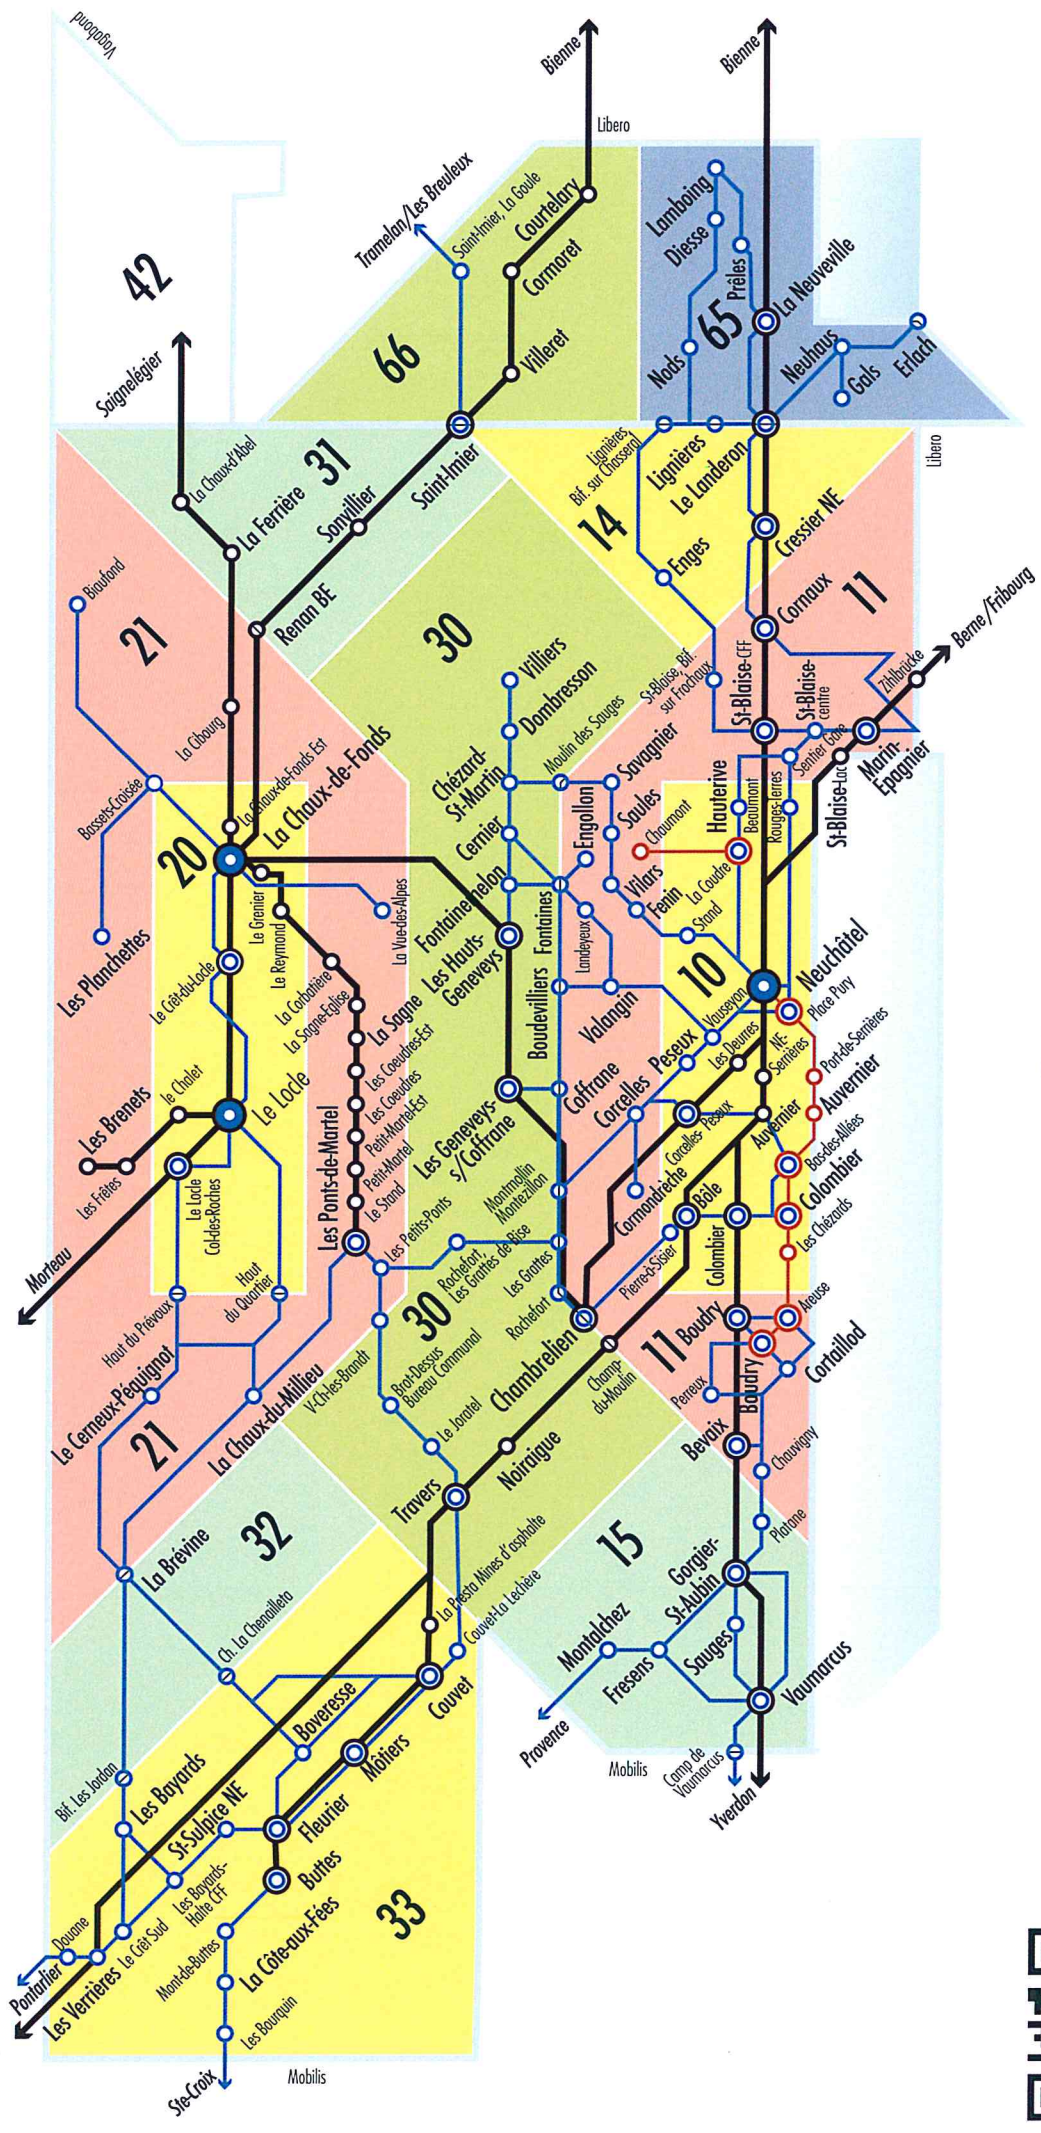 Vagabond
Bienne
Bienne
Libero
Tramelan/Les Breuleux
Saint-Imier, La Goule
Courtelary
Cormoret
Villeret
66
42
Saignelégier
Lamboing
Diesse
Prêles
La Neuveville
65
Nods
Neuhaus
Gals
Erlach
La Chaux-d'Abel
La Ferrière
31
Sonvillier
Saint-Imier
Renan BE
Lignières,
Bif. sur Chasseral
Lignières
Le Landeron
Libero
14
Cressier NE
Enges
Cornaux
11
Berne/Fribourg
Biaufond
21
30
Villiers
Dombresson
Moulin des Sauges
St-Blaise, Bif.
sur Frochaux
St-Blaise-CFF
St-Blaise-
centre
Zihlbrücke
Sentier Gare
Marin-
Epagnier
La Cibourg
La Chaux-de-Fonds Est
La Chaux-de-Fonds
Bassets-Croisée
Chézard-
St-Martin
Savagnier
Saules
Engollon
Cernier
Chaumont
Hauterive
Beaumont
Rouges-Terres
St-Blaise-Lac
20
Le Grenier
Le Reymond
La Vue-des-Alpes
Fontainemelon
Fontaines
Vilars
Fenin
La Coudre
Stand
Landeyeux
Les Planchettes
Le Crêt-du-Locle
La Corbatière
La Sagne-Eglise
La Sagne
Les Coeudres-Est
Les Coeudres
Petit-Martel-Est
Petit-Martel
Le Stand
Les Hauts-
Geneveys
Boudevilliers
Valangin
10
Vauseyon
Neuchâtel
Place Pury
Peseux
Les Deurres
NE-
Serrières
Port-de-Serrières
Auvernier
Le Locle
le Chalet
Les Brenets
Les Frêtes
Le Locle
Col-des-Roches
Les Geneveys-
s/Coffrane
Coffrane
Corcelles
Corcelles-Peseux
Auvernier
Bas-des-Allées
Colombier
Cormondrèche
Montmollin
Montezillon
Bôle
Les Ponts-de-Martel
Les Petits-Ponts
Morteau
Haut
du Quartier
Haut du Prévoux
Rochefort,
Les Grattes de Bise
Les Grattes
Rochefort
Pierre-à-Sisier
Colombier
Les Chézards
Areuse
30
Chambrelien
Champ-
du-Moulin
11
Boudry
Boudry
Cortaillod
Perreux
Le Cerneux-Péquignot
21
La Chaux-du-Milieu
V-Ch-les-Brandt
Brot-Dessus
Bureau Communal
Le Joratel
Noiraigue
Travers
Bevaix
Chauvigny
Platane
La Brévine
32
Ch. La Chenailleta
La Presta Mines d'asphalte
Couvet-La Lechère
15
Gorgier-
St-Aubin
Montalchez
Fresens
Sauges
Vaumarcus
Provence
Mobilis
Camp de
Vaumarcus
Yverdon
Boveresse
Couvet
Môtiers
Bif. Les Jordan
Les Bayards
St-Sulpice NE
Fleurier
Les Bayards-
Halte CFF
Buttes
Douane
Pontarlier
Les Verrières
Le Crêt Sud
Mont-de-Buttes
La Côte-aux-Fées
33
Les Bourquin
Ste-Croix
Mobilis